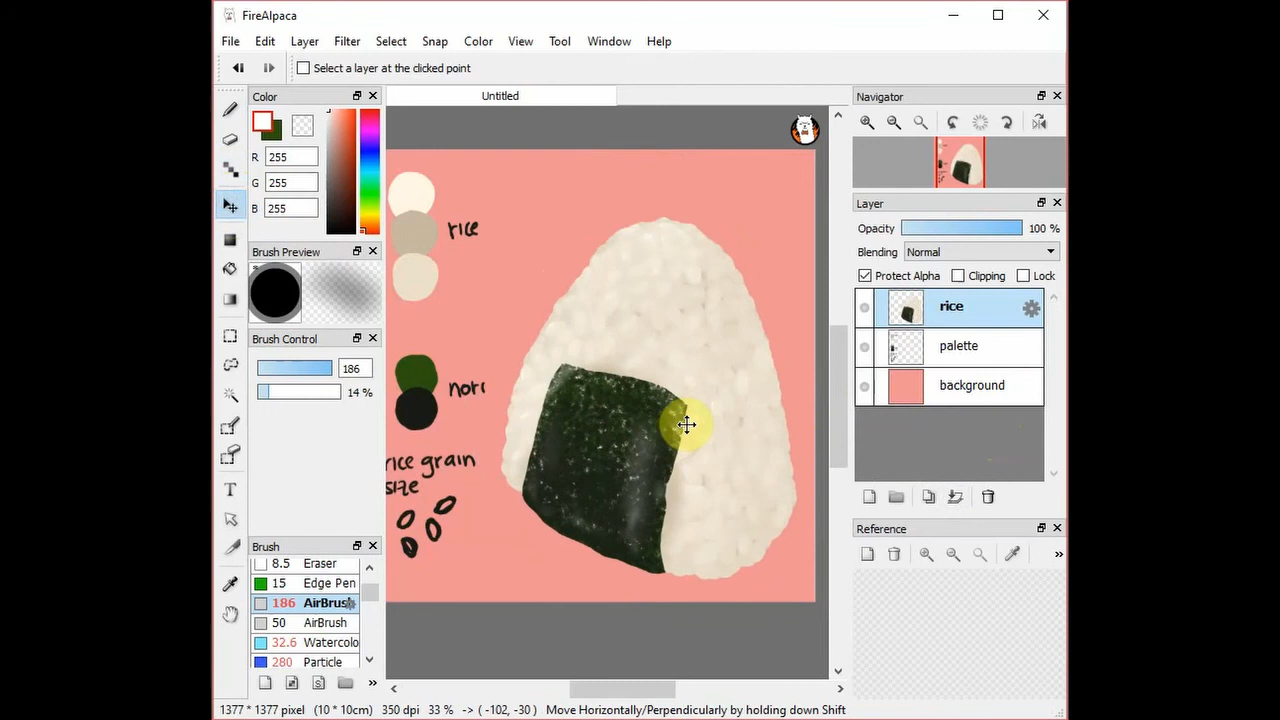 FireAlpaca
File Edit Layer Filter Select Snap Color View Tool Window Help
Select a layer at the clicked point
Color
Untitled
Navigator
R 255
G 255
B 255
Layer
Opacity 100 %
Blending Normal
Protect Alpha Clipping Lock
rice
palette
background
Brush Preview
Brush Control
186
14 %
rice
nori
rice grain
size
Reference
Brush
8.5 Eraser
15 Edge Pen
186 AirBrush
50 AirBrush
32.6 Watercolo
280 Particle
1377 * 1377 pixel (10 * 10cm) 350 dpi 33 % -> ( -102, -30 ) Move Horizontally/Perpendicularly by holding down Shift